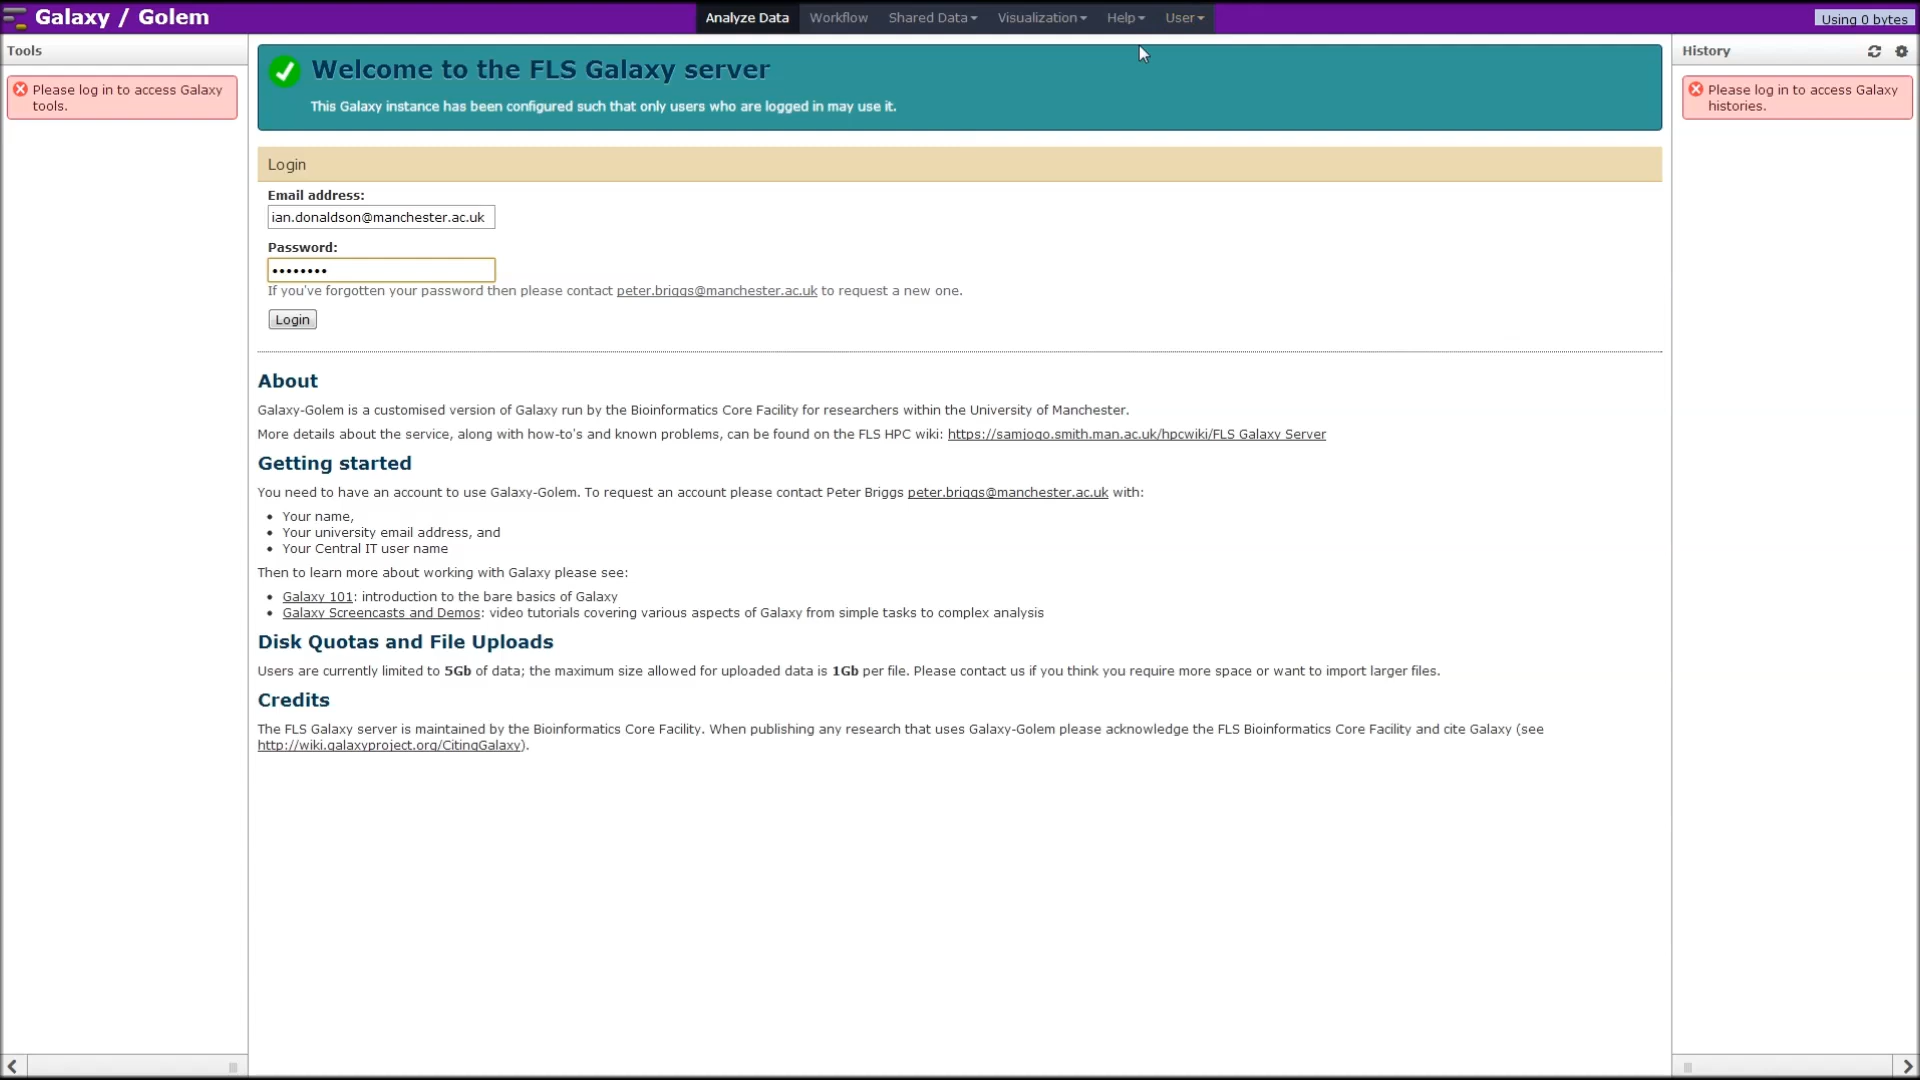 Galaxy / Golem
Analyze Data Workflow Shared Data Visualization Help User
Using 0 bytes
Tools
Please log in to access Galaxy
tools.
Welcome to the FLS Galaxy server
This Galaxy instance has been configured such that only users who are logged in may use it.
Login
Email address:
ian.donaldson@manchester.ac.uk
Password:
••••••••
If you've forgotten your password then please contact peter.briggs@manchester.ac.uk to request a new one.
Login
About
Galaxy-Golem is a customised version of Galaxy run by the Bioinformatics Core Facility for researchers within the University of Manchester.
More details about the service, along with how-to's and known problems, can be found on the FLS HPC wiki: https://samjogo.smith.man.ac.uk/hpcwiki/FLS Galaxy Server
Getting started
You need to have an account to use Galaxy-Golem. To request an account please contact Peter Briggs peter.briggs@manchester.ac.uk with:
• Your name,
• Your university email address, and
• Your Central IT user name
Then to learn more about working with Galaxy please see:
• Galaxy 101: introduction to the bare basics of Galaxy
• Galaxy Screencasts and Demos: video tutorials covering various aspects of Galaxy from simple tasks to complex analysis
Disk Quotas and File Uploads
Users are currently limited to 5Gb of data; the maximum size allowed for uploaded data is 1Gb per file. Please contact us if you think you require more space or want to import larger files.
Credits
The FLS Galaxy server is maintained by the Bioinformatics Core Facility. When publishing any research that uses Galaxy-Golem please acknowledge the FLS Bioinformatics Core Facility and cite Galaxy (see
http://wiki.galaxyproject.org/CitingGalaxy).
History
Please log in to access Galaxy
histories.